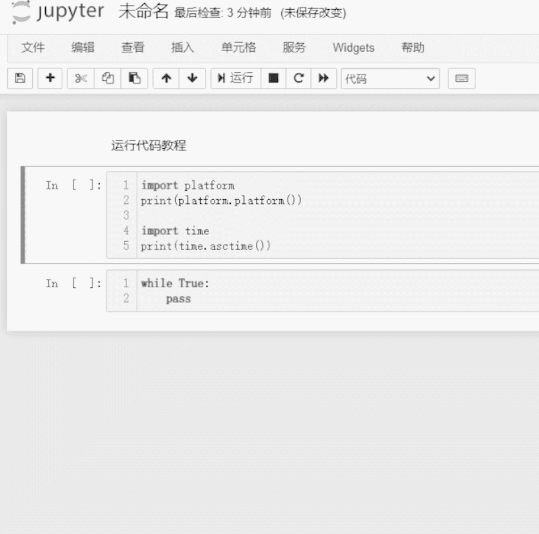 jupyter 未命名 最后检查: 3 分钟前 (未保存改变)
文件 编辑 查看 插入 单元格 服务 Widgets 帮助
运行 代码
运行代码教程
In [ ]: 1 import platform
2 print(platform.platform())
3
4 import time
5 print(time.asctime())
In [ ]: 1 while True:
2     pass